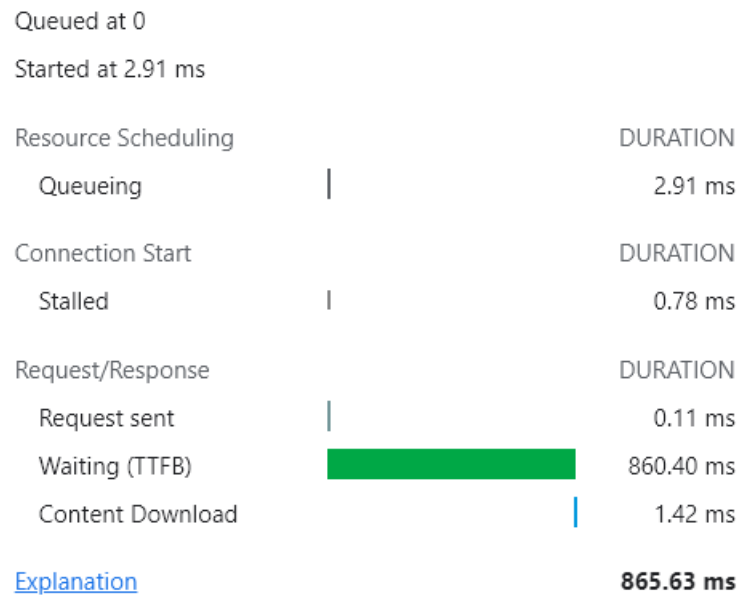 Queued at 0
Started at 2.91 ms
Resource Scheduling DURATION
Queueing 2.91 ms
Connection Start DURATION
Stalled 0.78 ms
Request/Response DURATION
Request sent 0.11 ms
Waiting (TTFB) 860.40 ms
Content Download 1.42 ms
Explanation 865.63 ms